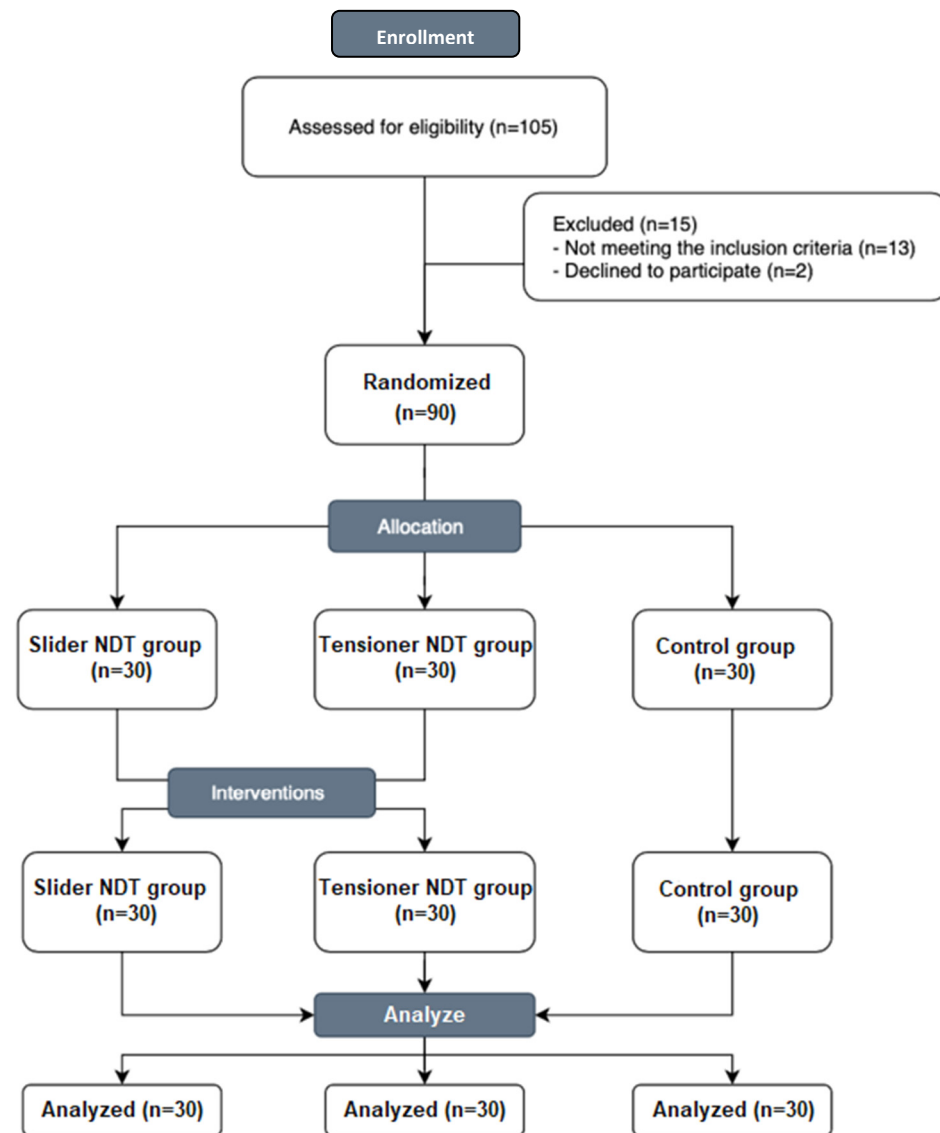 Enrollment
Assessed for eligibility (n=105)
Excluded (n=15)
- Not meeting the inclusion criteria (n=13)
- Declined to participate (n=2)
Randomized
(n=90)
Allocation
Slider NDT group
(n=30)
Tensioner NDT group
(n=30)
Control group
(n=30)
Interventions
Slider NDT group
(n=30)
Tensioner NDT group
(n=30)
Control group
(n=30)
Analyze
Analyzed (n=30)
Analyzed (n=30)
Analyzed (n=30)